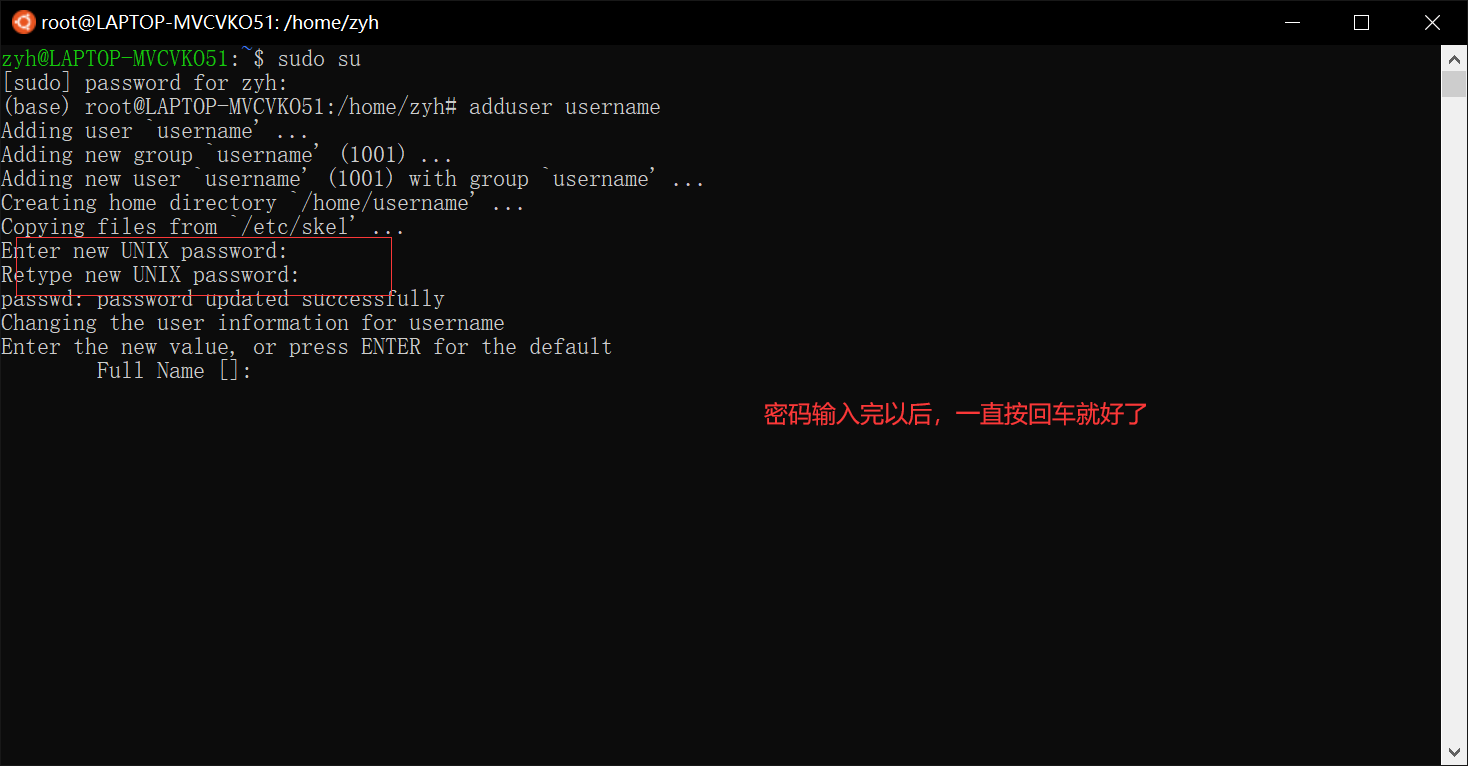 root@LAPTOP-MVCVKO51: /home/zyh
zyh@LAPTOP-MVCVKO51:~$ sudo su
[sudo] password for zyh:
(base) root@LAPTOP-MVCVKO51:/home/zyh# adduser username
Adding user `username' ...
Adding new group `username' (1001) ...
Adding new user `username' (1001) with group `username' ...
Creating home directory `/home/username' ...
Copying files from `/etc/skel' ...
Enter new UNIX password:
Retype new UNIX password:
passwd: password updated successfully
Changing the user information for username
Enter the new value, or press ENTER for the default
Full Name []:
密码输入完以后，一直按回车就好了